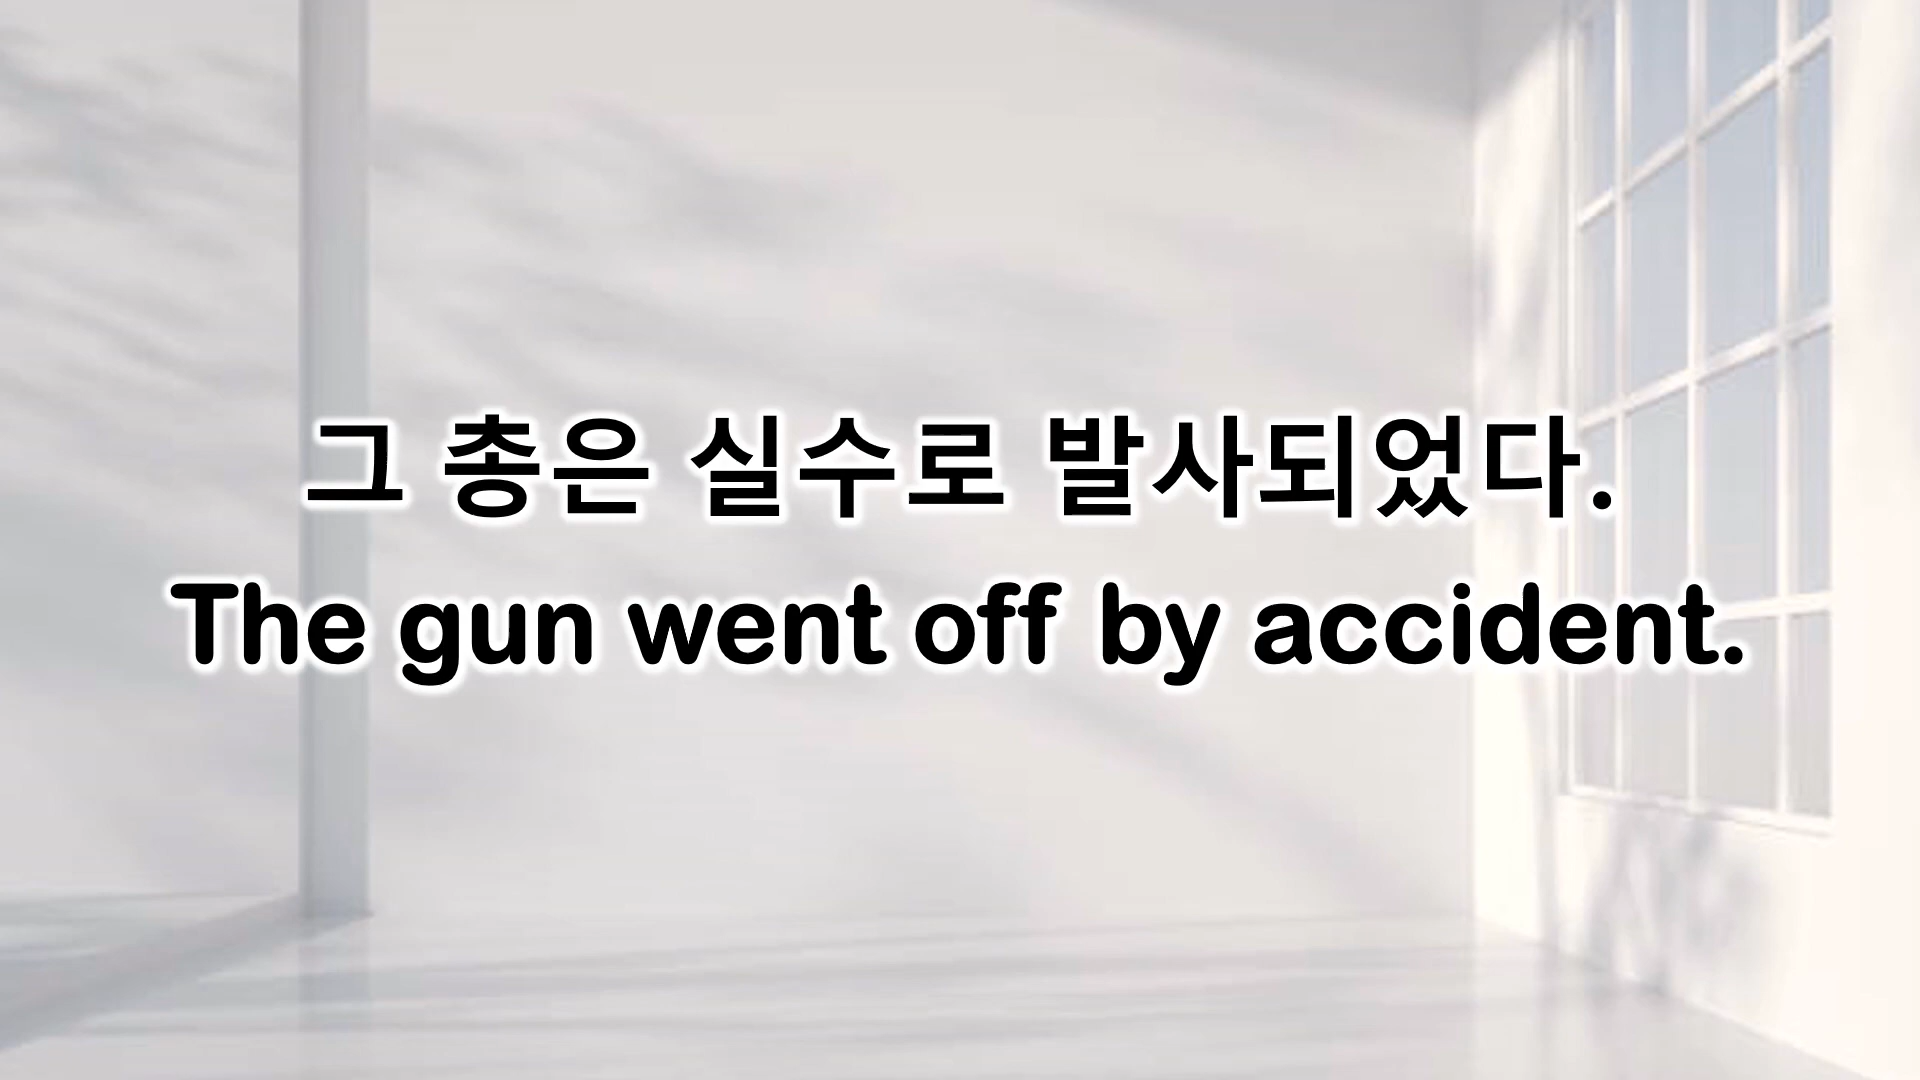 그 총은 실수로 발사되었다.
The gun went off by accident.